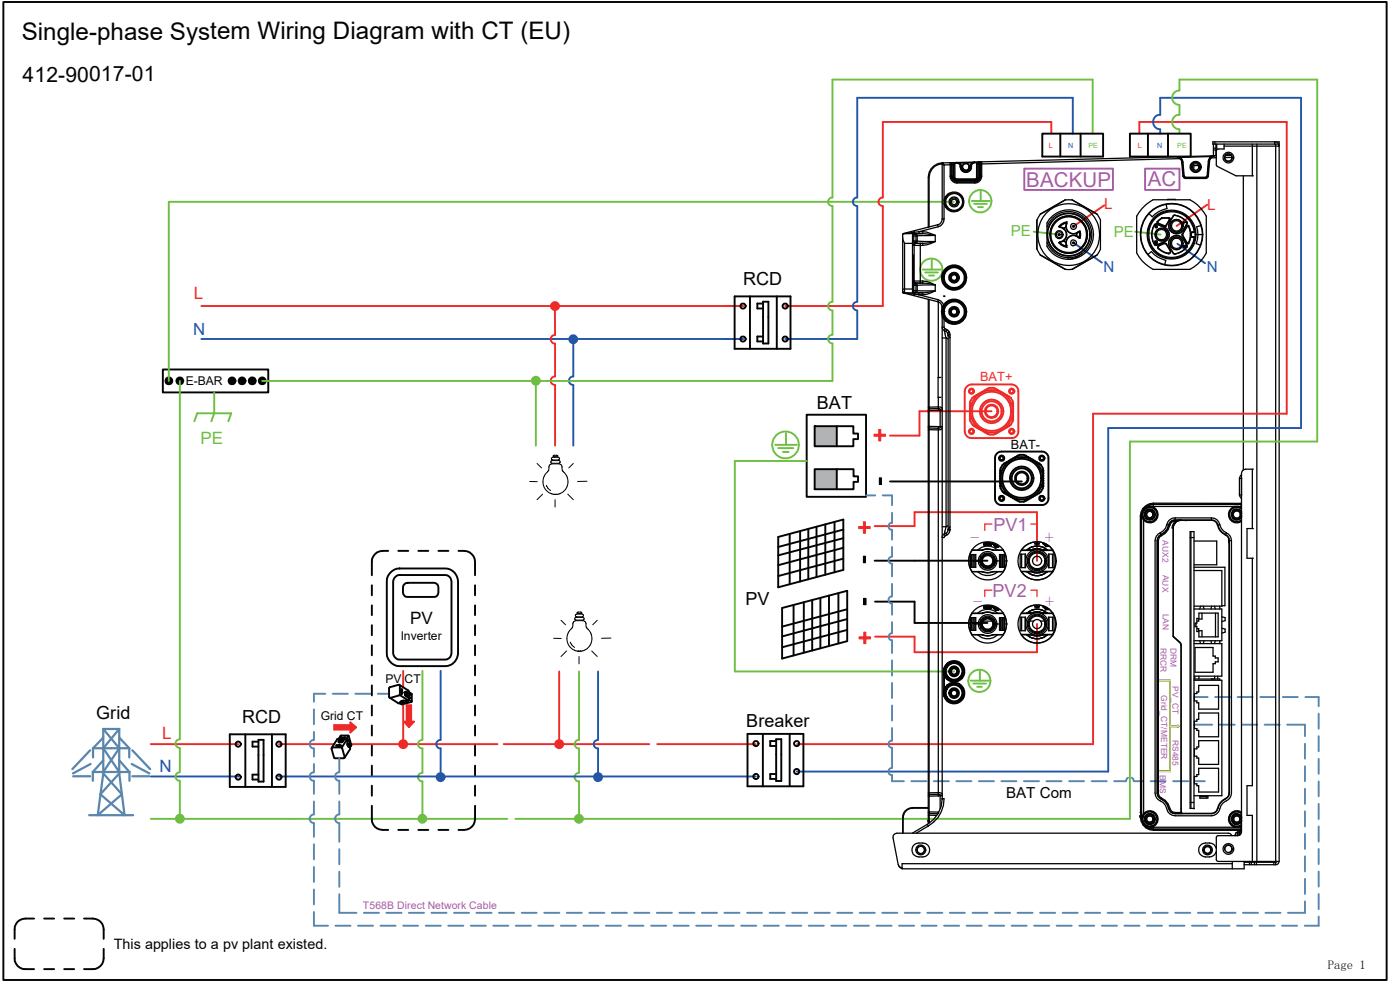 Single-phase System Wiring Diagram with CT (EU)
412-90017-01
L N PE
L N PE
BACKUP
AC
L
PE
N
L
PE
N
RCD
L
N
E-BAR
PE
BAT
+
-
BAT+
BAT-
PV1
- +
PV2
- +
PV
+
-
-
+
AUX2
AUX
LAN
DRM
RRCR
PV CT
Grid CT/METER
RS485
BMS
PV
Inverter
PV CT
Grid CT
Grid
RCD
L
N
Breaker
BAT Com
T568B Direct Network Cable
This applies to a pv plant existed.
Page 1